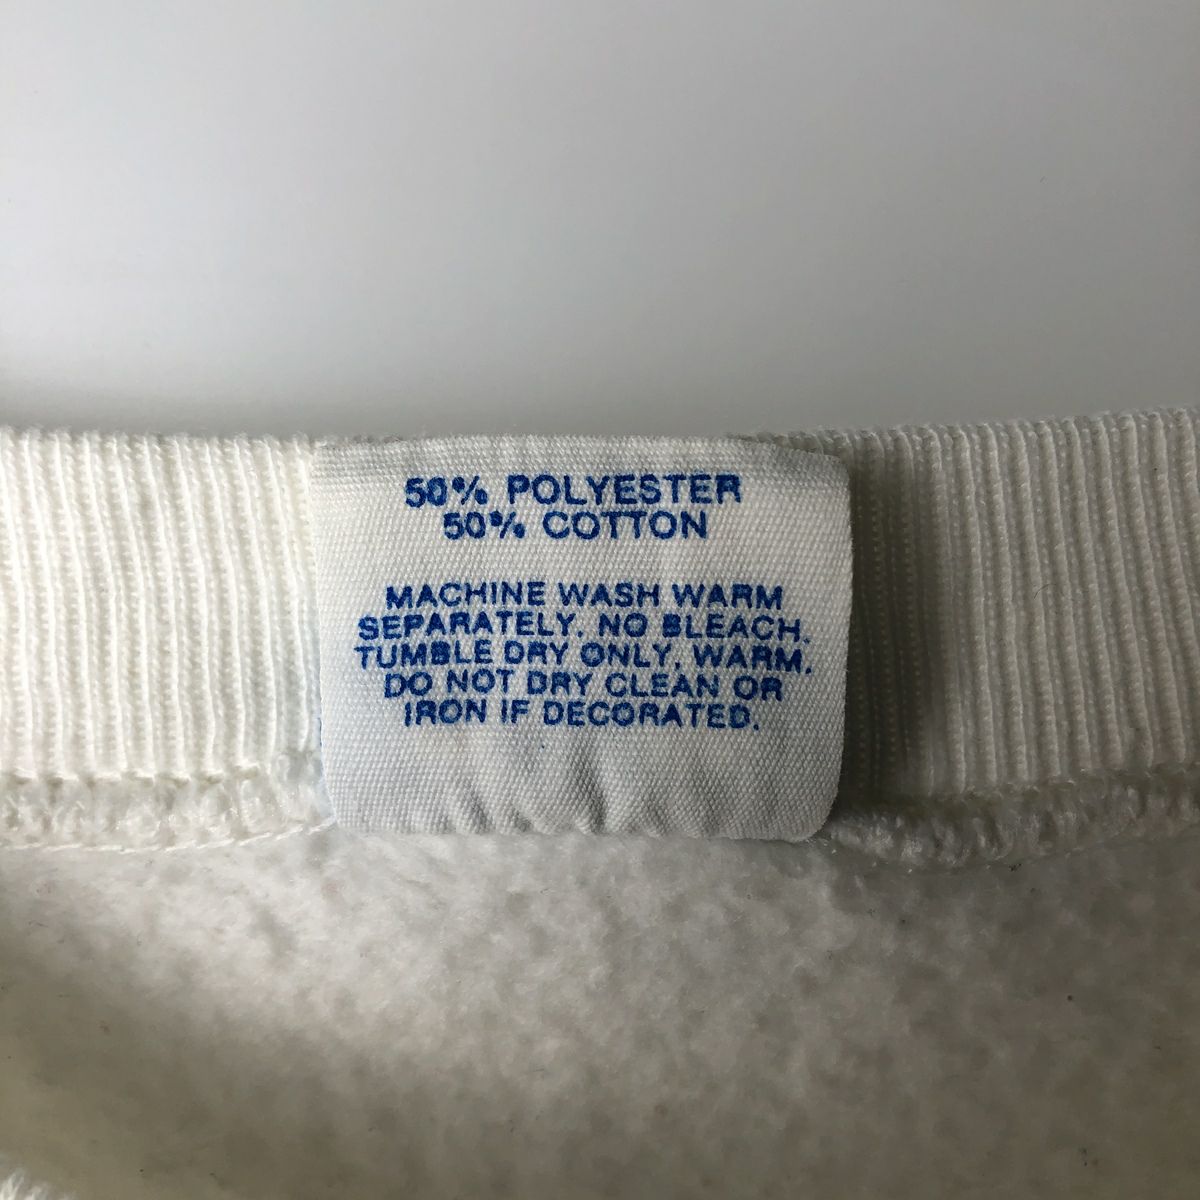 50% POLYESTER
50% COTTON
MACHINE WASH WARM
SEPARATELY. NO BLEACH.
TUMBLE DRY ONLY, WARM.
DO NOT DRY CLEAN OR
IRON IF DECORATED.